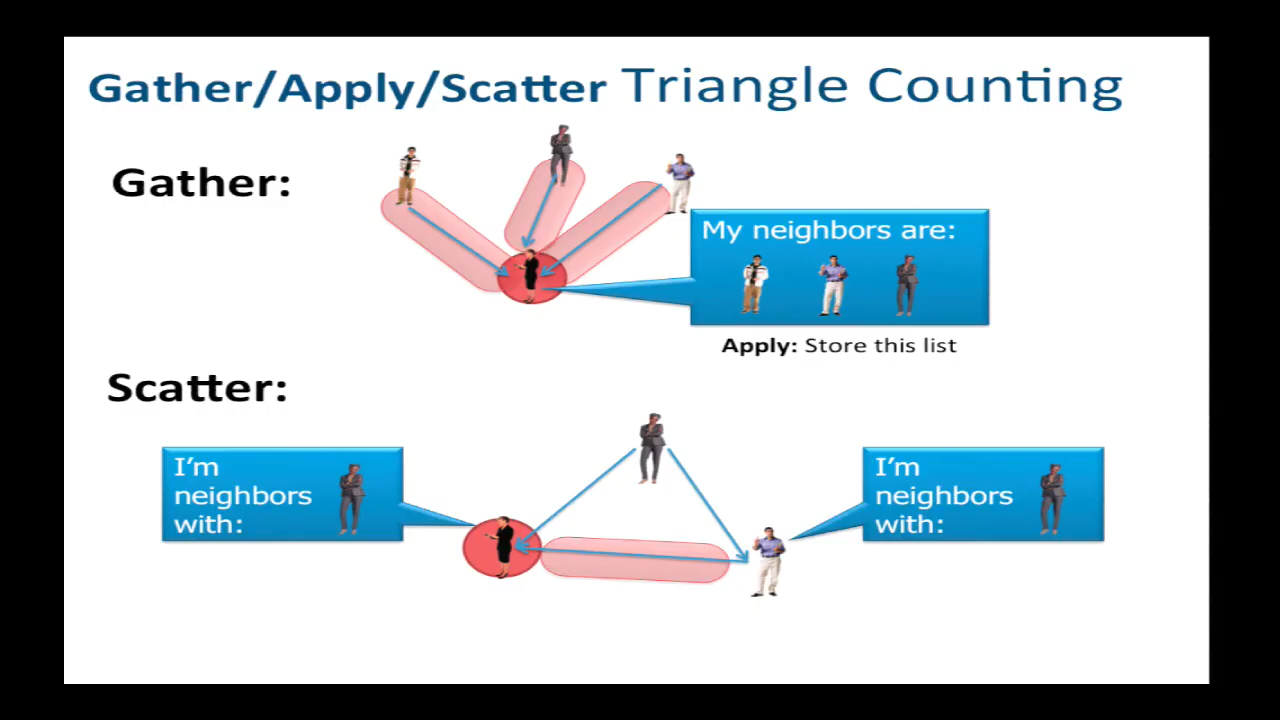 Gather/Apply/Scatter Triangle Counting
Gather:
My neighbors are:
Apply: Store this list
Scatter:
I'm
neighbors
with:
I'm
neighbors
with: